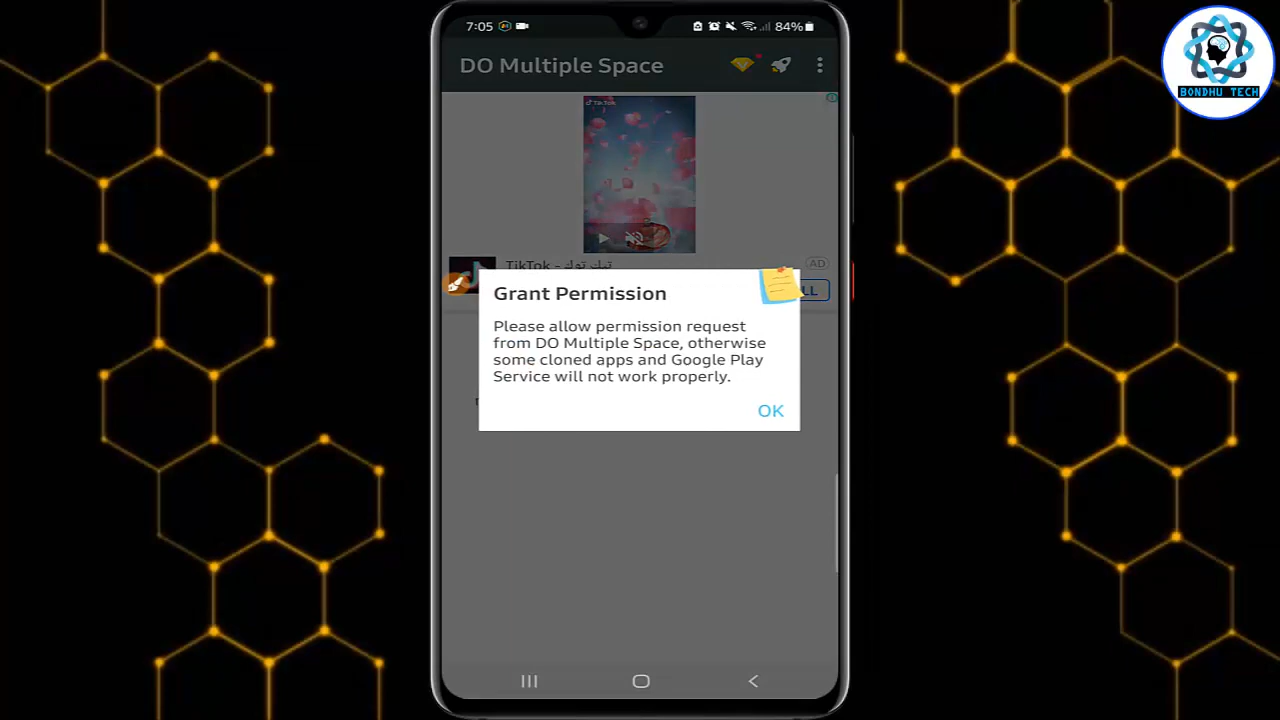 7:05
84%
BONDHU TECH
DO Multiple Space
TikTok
TikTok - تيك توك
AD
LL
Grant Permission
Please allow permission request
from DO Multiple Space, otherwise
some cloned apps and Google Play
Service will not work properly.
OK